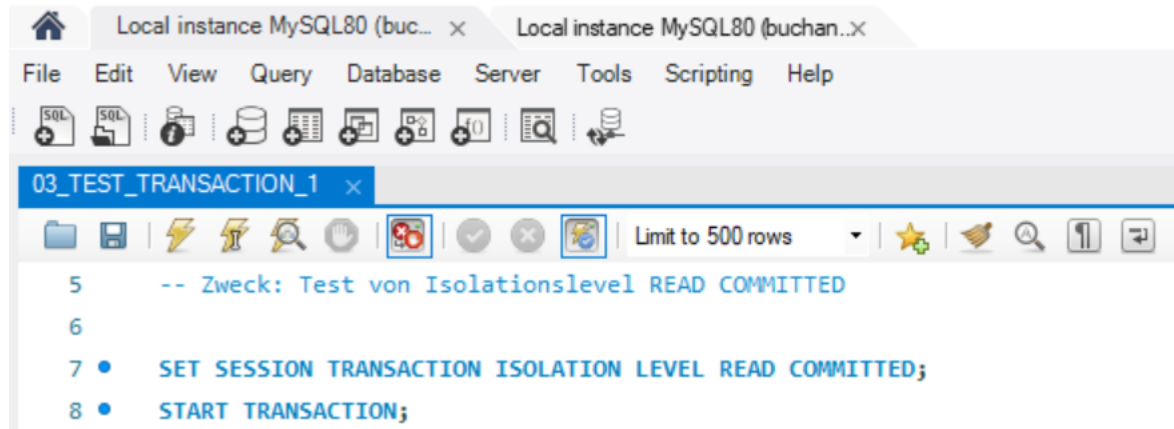 Local instance MySQL80 (buc... × Local instance MySQL80 (buchan..×
File Edit View Query Database Server Tools Scripting Help
SQL SQL
03_TEST_TRANSACTION_1 ×
Limit to 500 rows
5 -- Zweck: Test von Isolationslevel READ COMMITTED
6
7 SET SESSION TRANSACTION ISOLATION LEVEL READ COMMITTED;
8 START TRANSACTION;